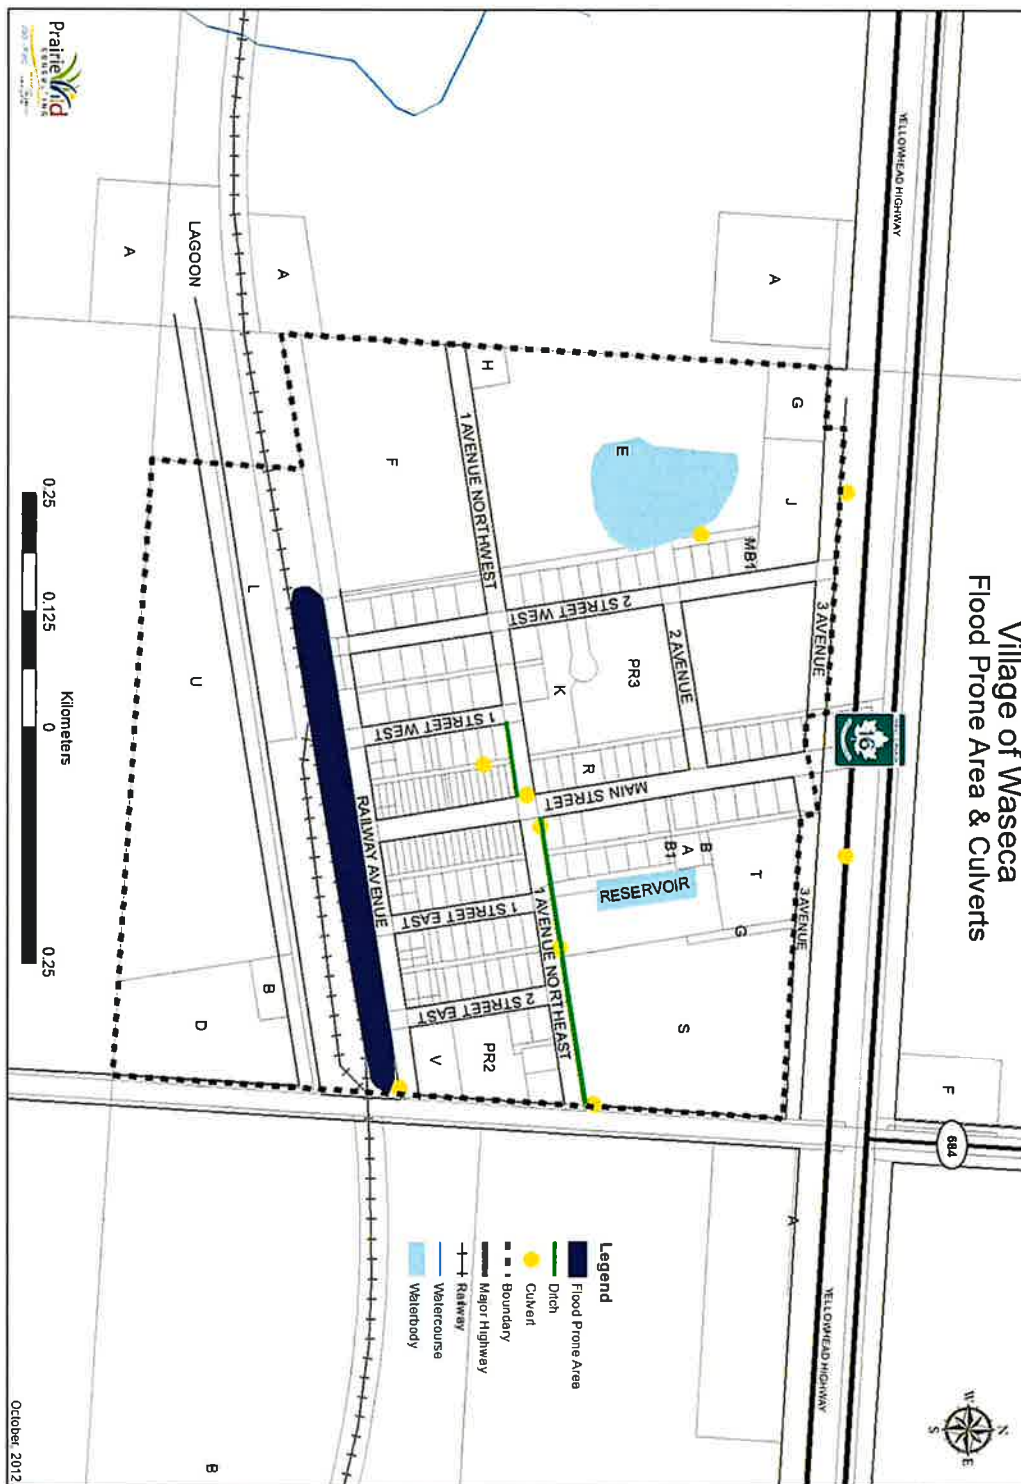 Village of Waseca
Flood Prone Area & Culverts
YELLOWHEAD HIGHWAY
YELLOWHEAD HIGHWAY
16
684
N
W
E
S
A
A
A
A
F
G
J
3 AVENUE
3 AVENUE
MB1
E
H
F
1 AVENUE NORTHWEST
2 STREET WEST
2 AVENUE
PR3
K
R
MAIN STREET
1 STREET WEST
B
A
B1
T
G
RESERVOIR
S
1 AVENUE NORTHEAST
1 STREET EAST
2 STREET EAST
PR2
V
RAILWAY AVENUE
LAGOON
L
U
B
D
B
Legend
Flood Prone Area
Ditch
Culvert
Boundary
Major Highway
Railway
Watercourse
Waterbody
0.25 0.125 0 0.25
Kilometers
PrairieWild
CONSULTING
October, 2012